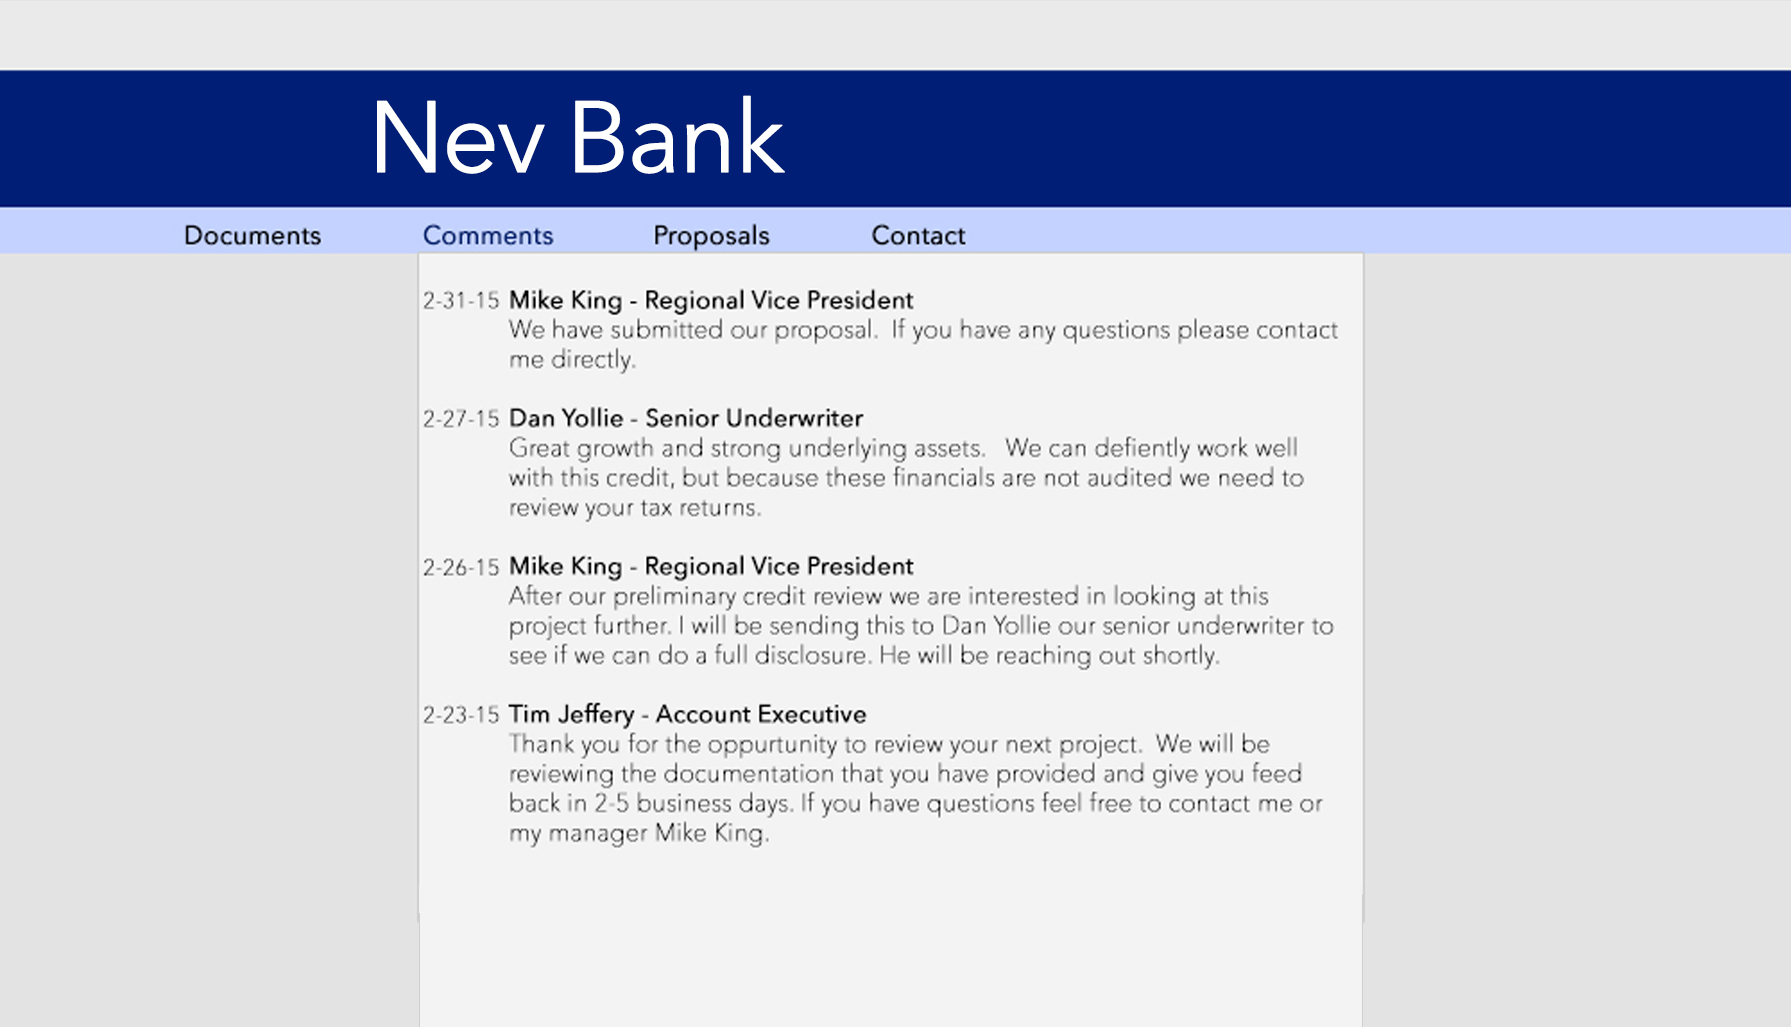 Nev Bank
Documents Comments Proposals Contact
2-31-15 Mike King - Regional Vice President
We have submitted our proposal. If you have any questions please contact
me directly.
2-27-15 Dan Yollie - Senior Underwriter
Great growth and strong underlying assets. We can defiently work well
with this credit, but because these financials are not audited we need to
review your tax returns.
2-26-15 Mike King - Regional Vice President
After our preliminary credit review we are interested in looking at this
project further. I will be sending this to Dan Yollie our senior underwriter to
see if we can do a full disclosure. He will be reaching out shortly.
2-23-15 Tim Jeffery - Account Executive
Thank you for the oppurtunity to review your next project. We will be
reviewing the documentation that you have provided and give you feed
back in 2-5 business days. If you have questions feel free to contact me or
my manager Mike King.